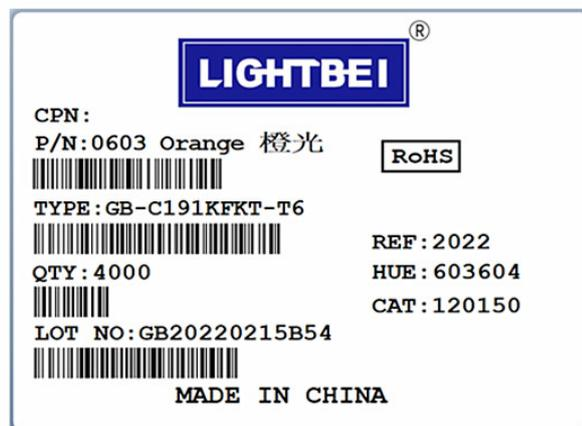 LIGHTBEI ®
CPN:
P/N:0603 Orange 橙光
RoHS
TYPE:GB-C191KFKT-T6
REF:2022
QTY:4000
HUE:603604
CAT:120150
LOT NO:GB20220215B54
MADE IN CHINA